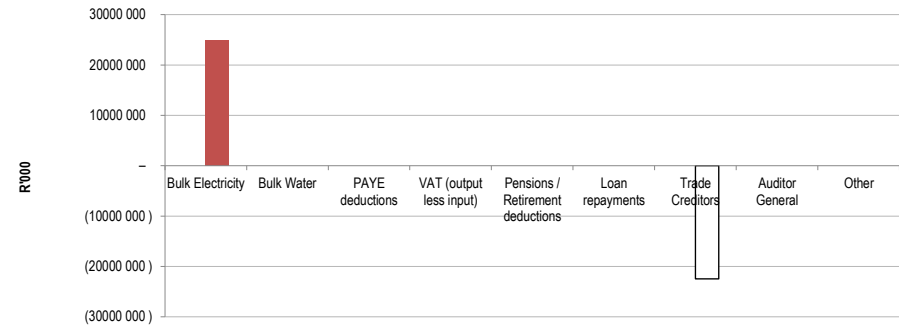 30000 000
20000 000
10000 000
R'000
–
Bulk Electricity Bulk Water PAYE deductions VAT (output less input) Pensions / Retirement deductions Loan repayments Trade Creditors Auditor General Other
(10000 000 )
(20000 000 )
(30000 000 )